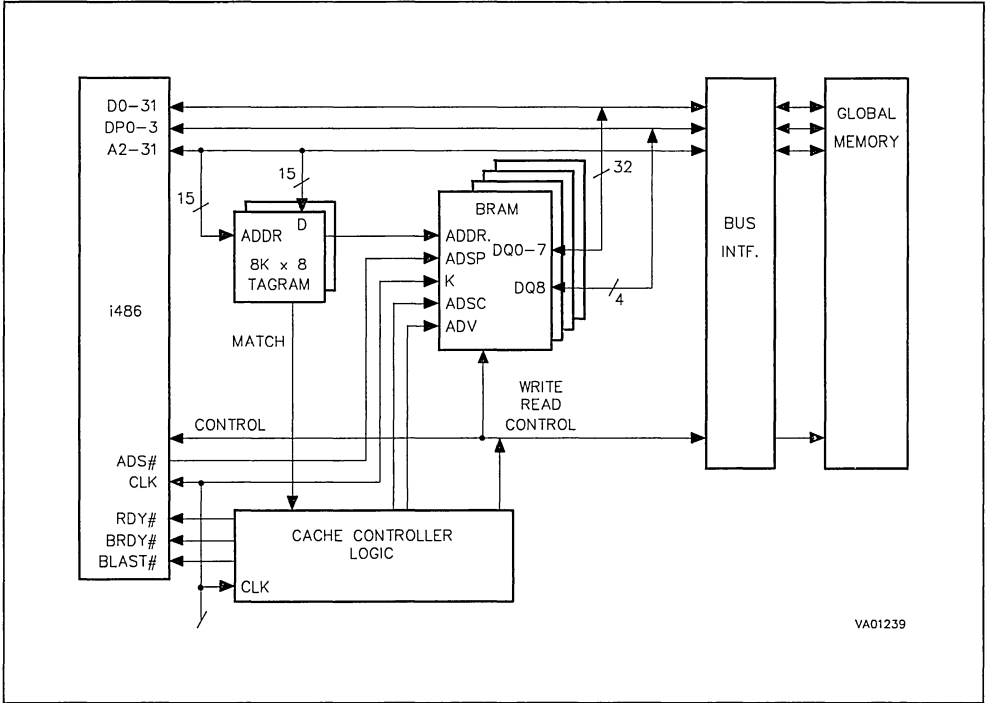 D0-31
DP0-3
A2-31
i486
ADS#
CLK
RDY#
BRDY#
BLAST#
15
15
D
ADDR
8K x 8
TAGRAM
MATCH
CONTROL
BRAM
ADDR.
ADSP
K
ADSC
ADV
DQ0-7
DQ8
32
4
WRITE
READ
CONTROL
CACHE CONTROLLER
LOGIC
CLK
BUS
INTF.
GLOBAL
MEMORY
VA01239